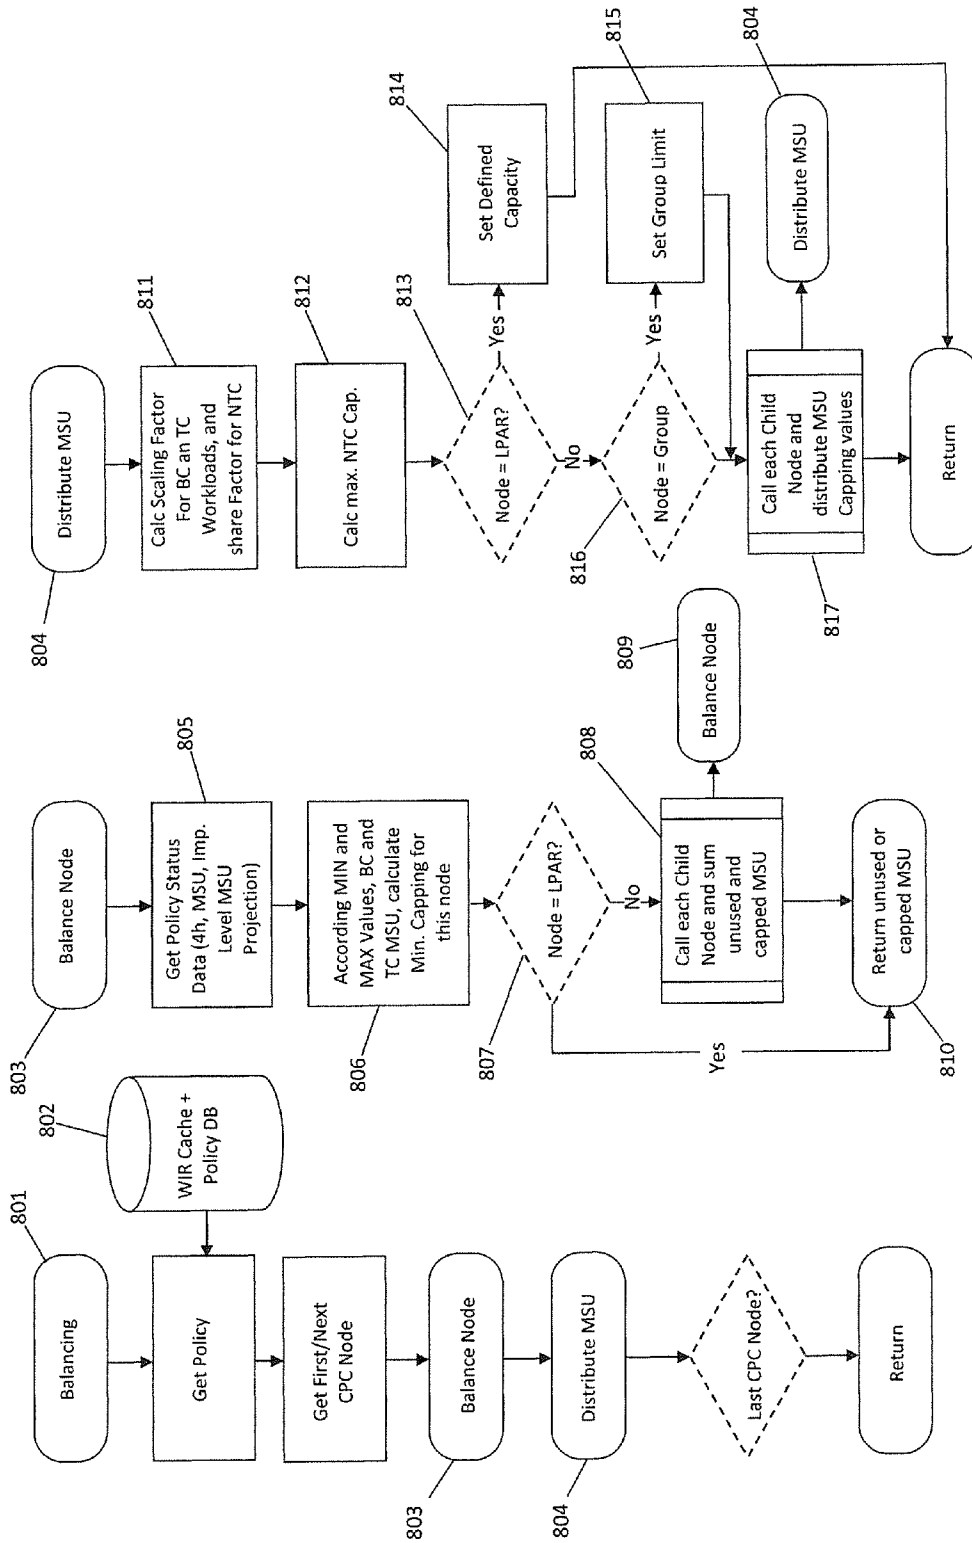 801
Balancing
802
WIR Cache +
Policy DB
Get Policy
Get First/Next
CPC Node
803
Balance Node
804
Distribute MSU
Last CPC Node?
Return
803
Balance Node
805
Get Policy Status
Data (4h, MSU, Imp.
Level MSU
Projection)
806
According MIN and
MAX Values, BC and
TC MSU, calculate
Min. Capping for
this node
807
Node = LPAR?
No
Yes
808
Call each Child
Node and sum
unused and
capped MSU
809
Balance Node
810
Return unused or
capped MSU
804
Distribute MSU
811
Calc Scaling Factor
For BC an TC
Workloads, and
share Factor for NTC
812
Calc max. NTC Cap.
813
Node = LPAR?
Yes
814
Set Defined
Capacity
No
816
Node = Group
Yes
815
Set Group Limit
817
Call each Child
Node and
distribute MSU
Capping values
804
Distribute MSU
Return